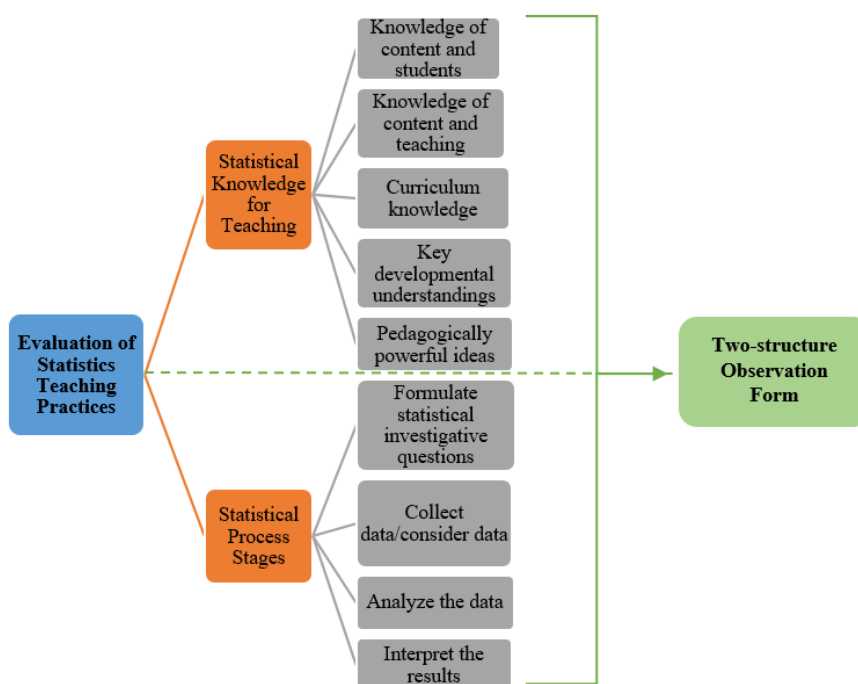 Knowledge of
content and
students
Knowledge of
content and
teaching
Statistical
Knowledge
for
Teaching
Curriculum
knowledge
Key
developmental
understandings
Pedagogically
powerful ideas
Evaluation of
Statistics
Teaching
Practices
Two-structure
Observation
Form
Formulate
statistical
investigative
questions
Statistical
Process
Stages
Collect
data/consider data
Analyze the data
Interpret the
results